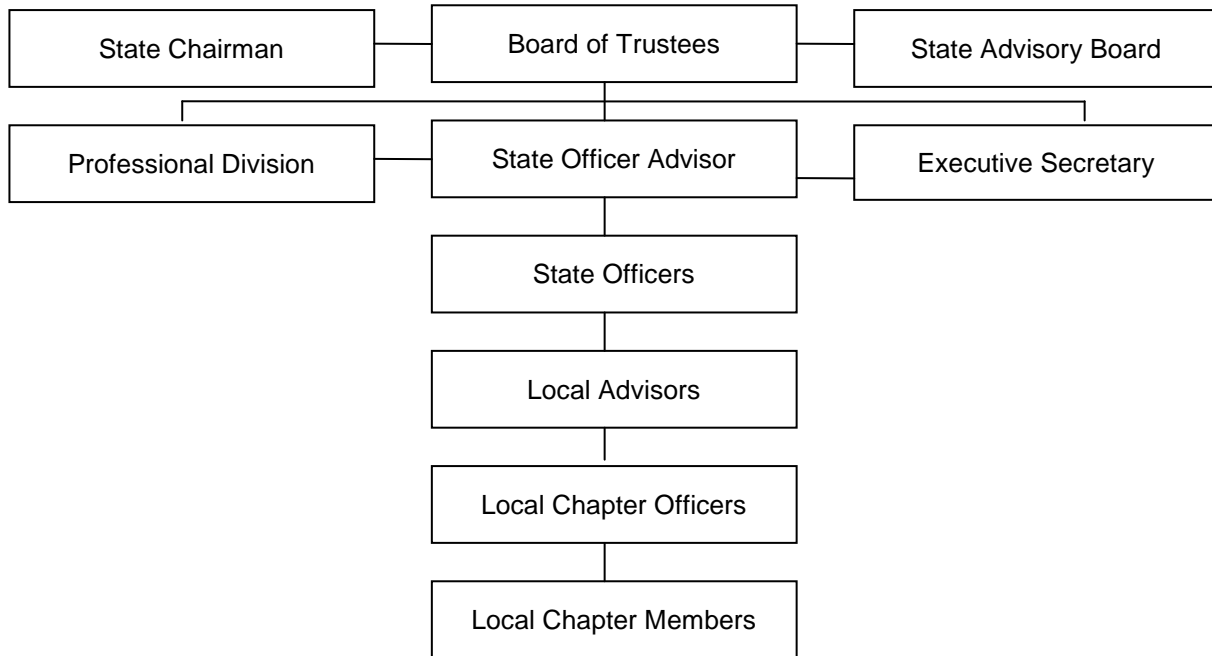 State Chairman
Board of Trustees
State Advisory Board
Professional Division
State Officer Advisor
Executive Secretary
State Officers
Local Advisors
Local Chapter Officers
Local Chapter Members